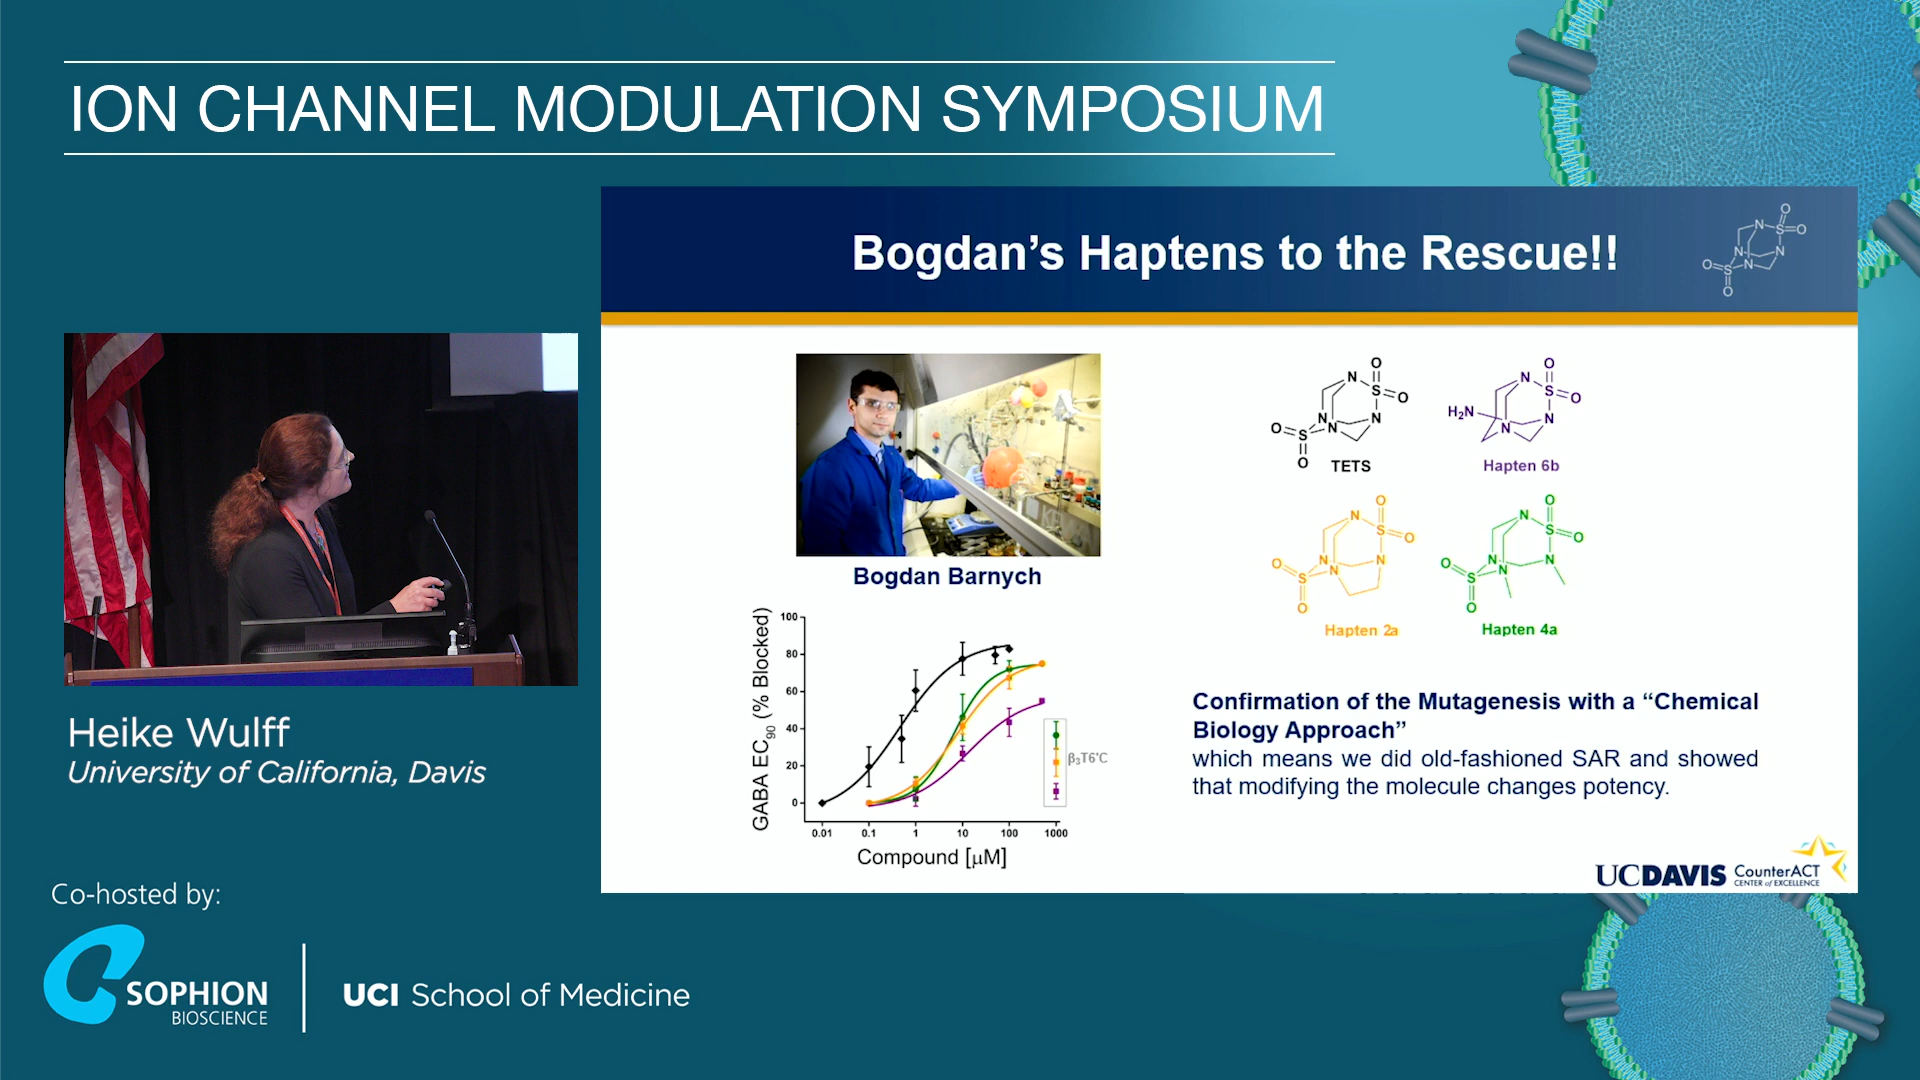 ION CHANNEL MODULATION SYMPOSIUM
Bogdan’s Haptens to the Rescue!!
O
N
S=O
N
N
O=S
N
O
Bogdan Barnych
O
N
S
O
N
N
N
O
S
O
TETS
O
N
S
O
H₂N
N
N
Hapten 6b
O
N
S
O
N
N
N
O
S
O
Hapten 2a
O
N
S
O
N
N
N
O
S
O
Hapten 4a
GABA EC₉₀ (% Blocked)
100
80
60
40
20
0
0.01 0.1 1 10 100 1000
Compound [μM]
β₃T6'C
Confirmation of the Mutagenesis with a “Chemical
Biology Approach”
which means we did old-fashioned SAR and showed
that modifying the molecule changes potency.
UCDAVIS
CounterACT
CENTER of EXCELLENCE
Heike Wulff
University of California, Davis
Co-hosted by:
SOPHION
BIOSCIENCE
UCI School of Medicine